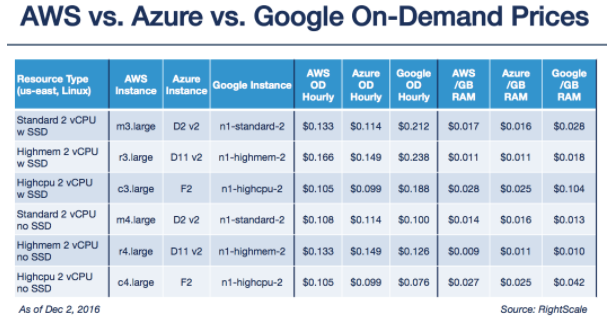 AWS vs. Azure vs. Google On-Demand Prices
Resource Type (us-east, Linux) AWS Instance Azure Instance Google Instance AWS OD Hourly Azure OD Hourly Google OD Hourly AWS /GB RAM Azure /GB RAM Google /GB RAM
Standard 2 vCPU w SSD m3.large D2 v2 n1-standard-2 $0.133 $0.114 $0.212 $0.017 $0.016 $0.028
Highmem 2 vCPU w SSD r3.large D11 v2 n1-highmem-2 $0.166 $0.149 $0.238 $0.011 $0.011 $0.018
Highcpu 2 vCPU w SSD c3.large F2 n1-highcpu-2 $0.105 $0.099 $0.188 $0.028 $0.025 $0.104
Standard 2 vCPU no SSD m4.large D2 v2 n1-standard-2 $0.108 $0.114 $0.100 $0.014 $0.016 $0.013
Highmem 2 vCPU no SSD r4.large D11 v2 n1-highmem-2 $0.133 $0.149 $0.126 $0.009 $0.011 $0.010
Highcpu 2 vCPU no SSD c4.large F2 n1-highcpu-2 $0.105 $0.099 $0.076 $0.027 $0.025 $0.042
As of Dec 2, 2016 Source: RightScale